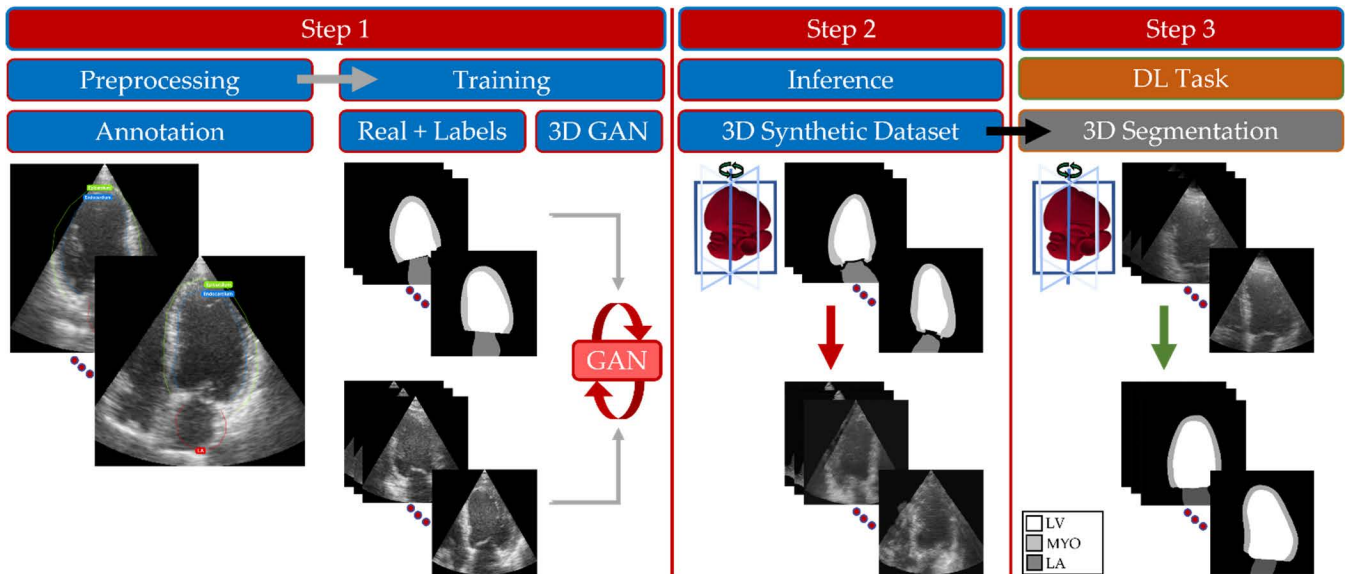 Step 1
Step 2
Step 3
Preprocessing
Training
Inference
DL Task
Annotation
Real + Labels
3D GAN
3D Synthetic Dataset
3D Segmentation
Endocardium
Epicardium
Endocardium
LA
GAN
LV
MYO
LA